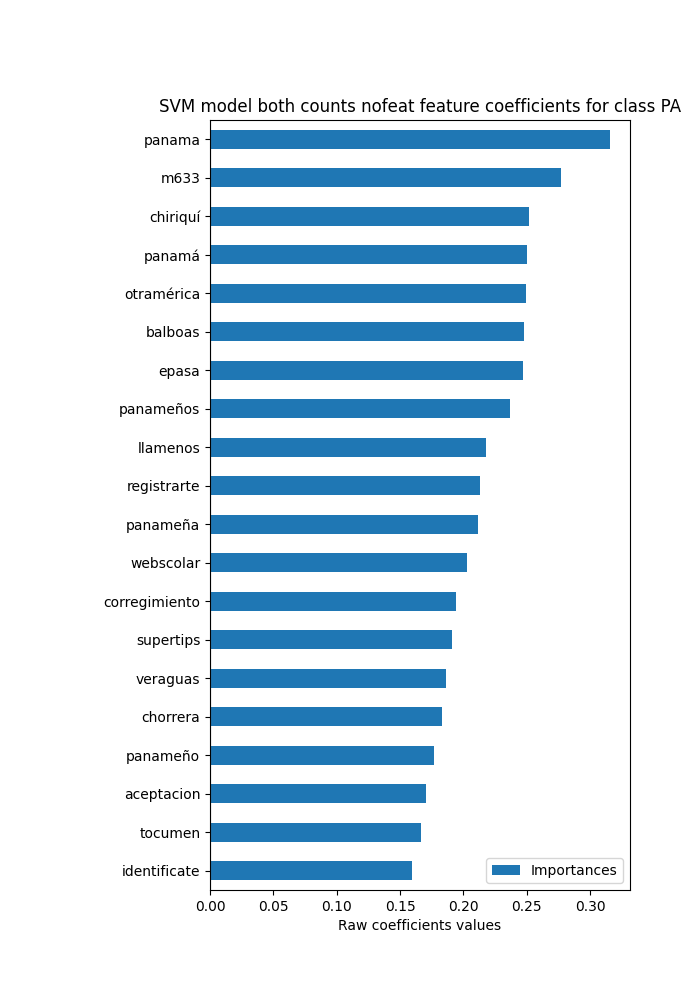 SVM model both counts nofeat feature coefficients for class PA
panama
m633
chiriquí
panamá
otramérica
balboas
epasa
panameños
llamenos
registrarte
panameña
webscolar
corregimiento
supertips
veraguas
chorrera
panameño
aceptacion
tocumen
identificate
Importances
0.00 0.05 0.10 0.15 0.20 0.25 0.30
Raw coefficients values